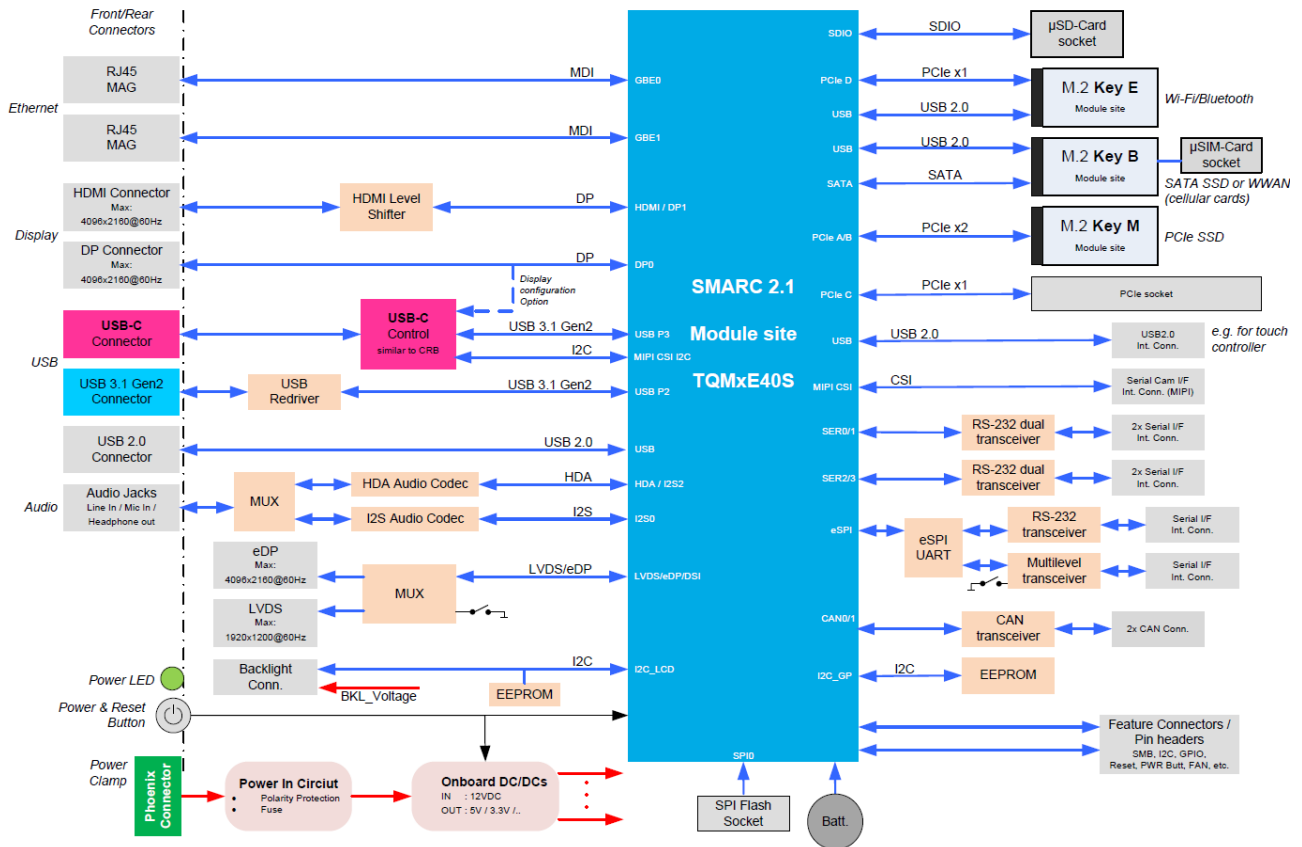 Front/Rear
Connectors
Ethernet
RJ45
MAG
MDI
GBE0
RJ45
MAG
MDI
GBE1
Display
HDMI Connector
Max:
4096x2160@60Hz
HDMI Level
Shifter
DP
HDMI / DP1
DP Connector
Max:
4096x2160@60Hz
DP
DP0
Display
configuration
Option
USB
USB-C
Connector
USB-C
Control
similar to CRB
USB 3.1 Gen2
USB P3
I2C
MIPI CSI I2C
USB 3.1 Gen2
Connector
USB
Redriver
USB 3.1 Gen2
USB P2
USB 2.0
Connector
USB 2.0
USB
Audio
Audio Jacks
Line In / Mic In /
Headphone out
MUX
HDA Audio Codec
HDA
HDA / I2S2
I2S Audio Codec
I2S
I2S0
eDP
Max:
4096x2160@60Hz
LVDS
Max:
1920x1200@60Hz
MUX
LVDS/eDP
LVDS/eDP/DSI
Backlight
Conn.
I2C
I2C_LCD
EEPROM
BKL_Voltage
Power LED
Power & Reset
Button
Power
Clamp
Phoenix
Connector
Power In Circiut
• Polarity Protection
• Fuse
Onboard DC/DCs
IN : 12VDC
OUT : 5V / 3.3V /..
SMARC 2.1
Module site
TQMxE40S
SPI0
SPI Flash
Socket
Batt.
SDIO
SDIO
µSD-Card
socket
PCIe D
PCIe x1
USB
USB 2.0
M.2 Key E
Module site
Wi-Fi/Bluetooth
USB
USB 2.0
SATA
SATA
M.2 Key B
Module site
µSIM-Card
socket
SATA SSD or WWAN
(cellular cards)
PCIe A/B
PCIe x2
M.2 Key M
Module site
PCIe SSD
PCIe C
PCIe x1
PCIe socket
USB
USB 2.0
USB2.0
Int. Conn.
e.g. for touch
controller
MIPI CSI
CSI
Serial Cam I/F
Int. Conn. (MIPI)
SER0/1
RS-232 dual
transceiver
2x Serial I/F
Int. Conn.
SER2/3
RS-232 dual
transceiver
2x Serial I/F
Int. Conn.
eSPI
eSPI
UART
RS-232
transceiver
Serial I/F
Int. Conn.
Multilevel
transceiver
Serial I/F
Int. Conn.
CAN0/1
CAN
transceiver
2x CAN Conn.
I2C_GP
I2C
EEPROM
Feature Connectors /
Pin headers
SMB, I2C, GPIO,
Reset, PWR Butt, FAN, etc.